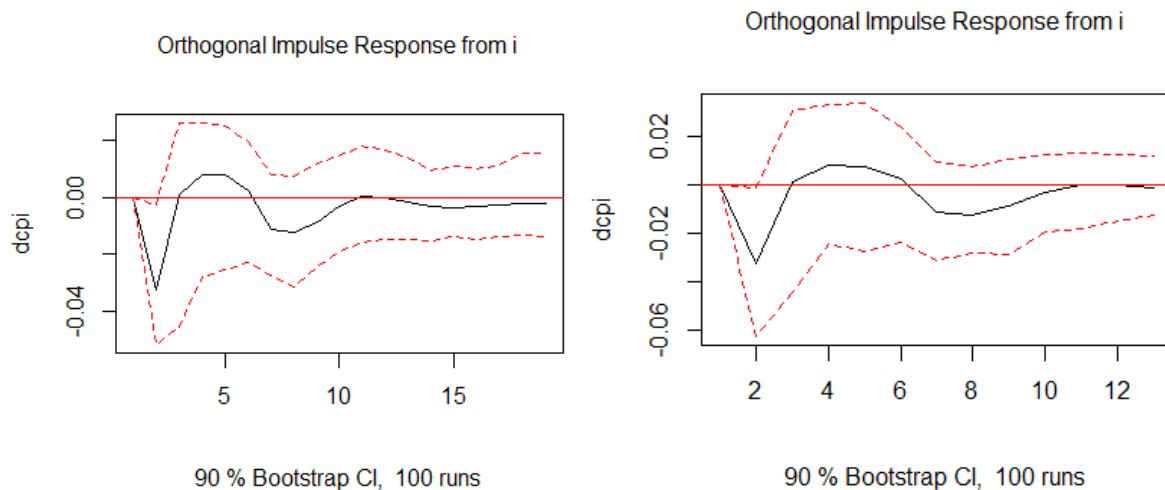 Orthogonal Impulse Response from i
dcpi
0.00
-0.04
5 10 15
90 % Bootstrap CI, 100 runs
Orthogonal Impulse Response from i
dcpi
0.02
-0.02
-0.06
2 4 6 8 10 12
90 % Bootstrap CI, 100 runs